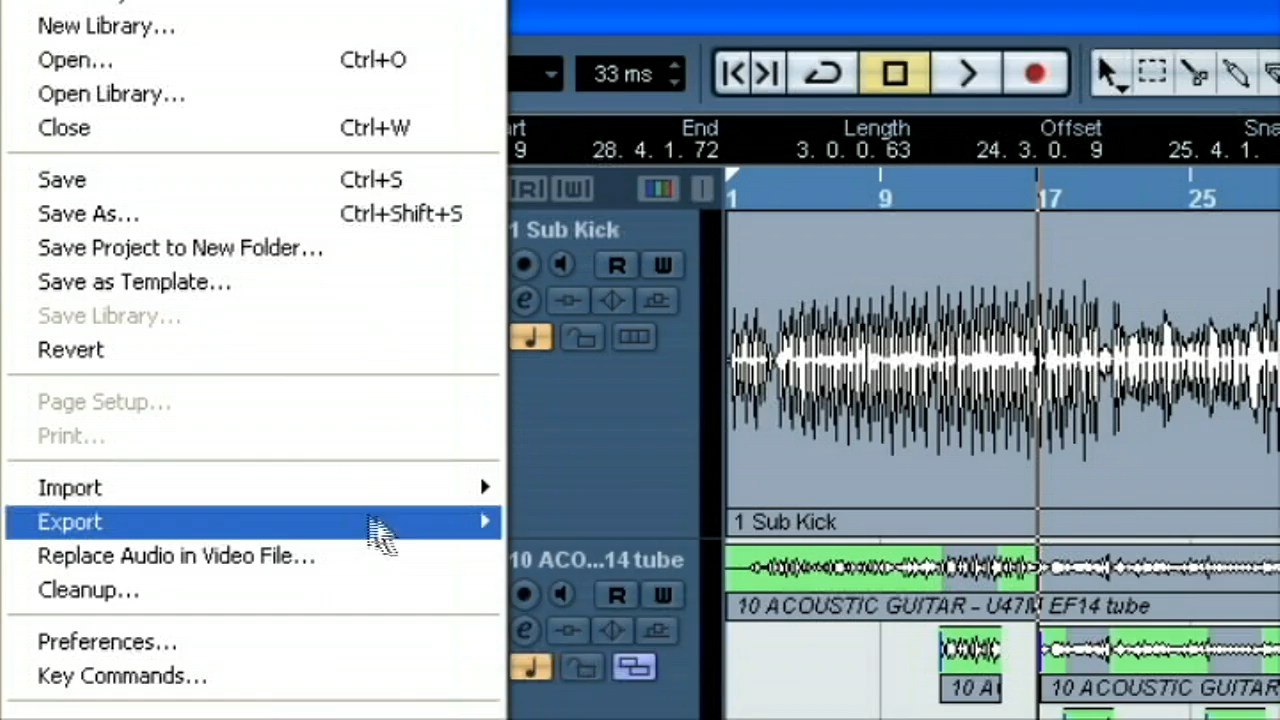 New Library...
Open... Ctrl+O
Open Library...
Close Ctrl+W
Save Ctrl+S
Save As... Ctrl+Shift+S
Save Project to New Folder...
Save as Template...
Save Library...
Revert
Page Setup...
Print...
Import
Export
Replace Audio in Video File...
Cleanup...
Preferences...
Key Commands...
33 ms
End Length Offset
9 28. 4. 1. 72 3. 0. 0. 63 24. 3. 0. 9 25. 4. 1.
R W
1 9 17 25
1 Sub Kick
R W
e
1 Sub Kick
10 ACO...14 tube
R W
e
10 ACOUSTIC GUITAR - U47M EF14 tube
10 A
10 ACOUSTIC GUITAR